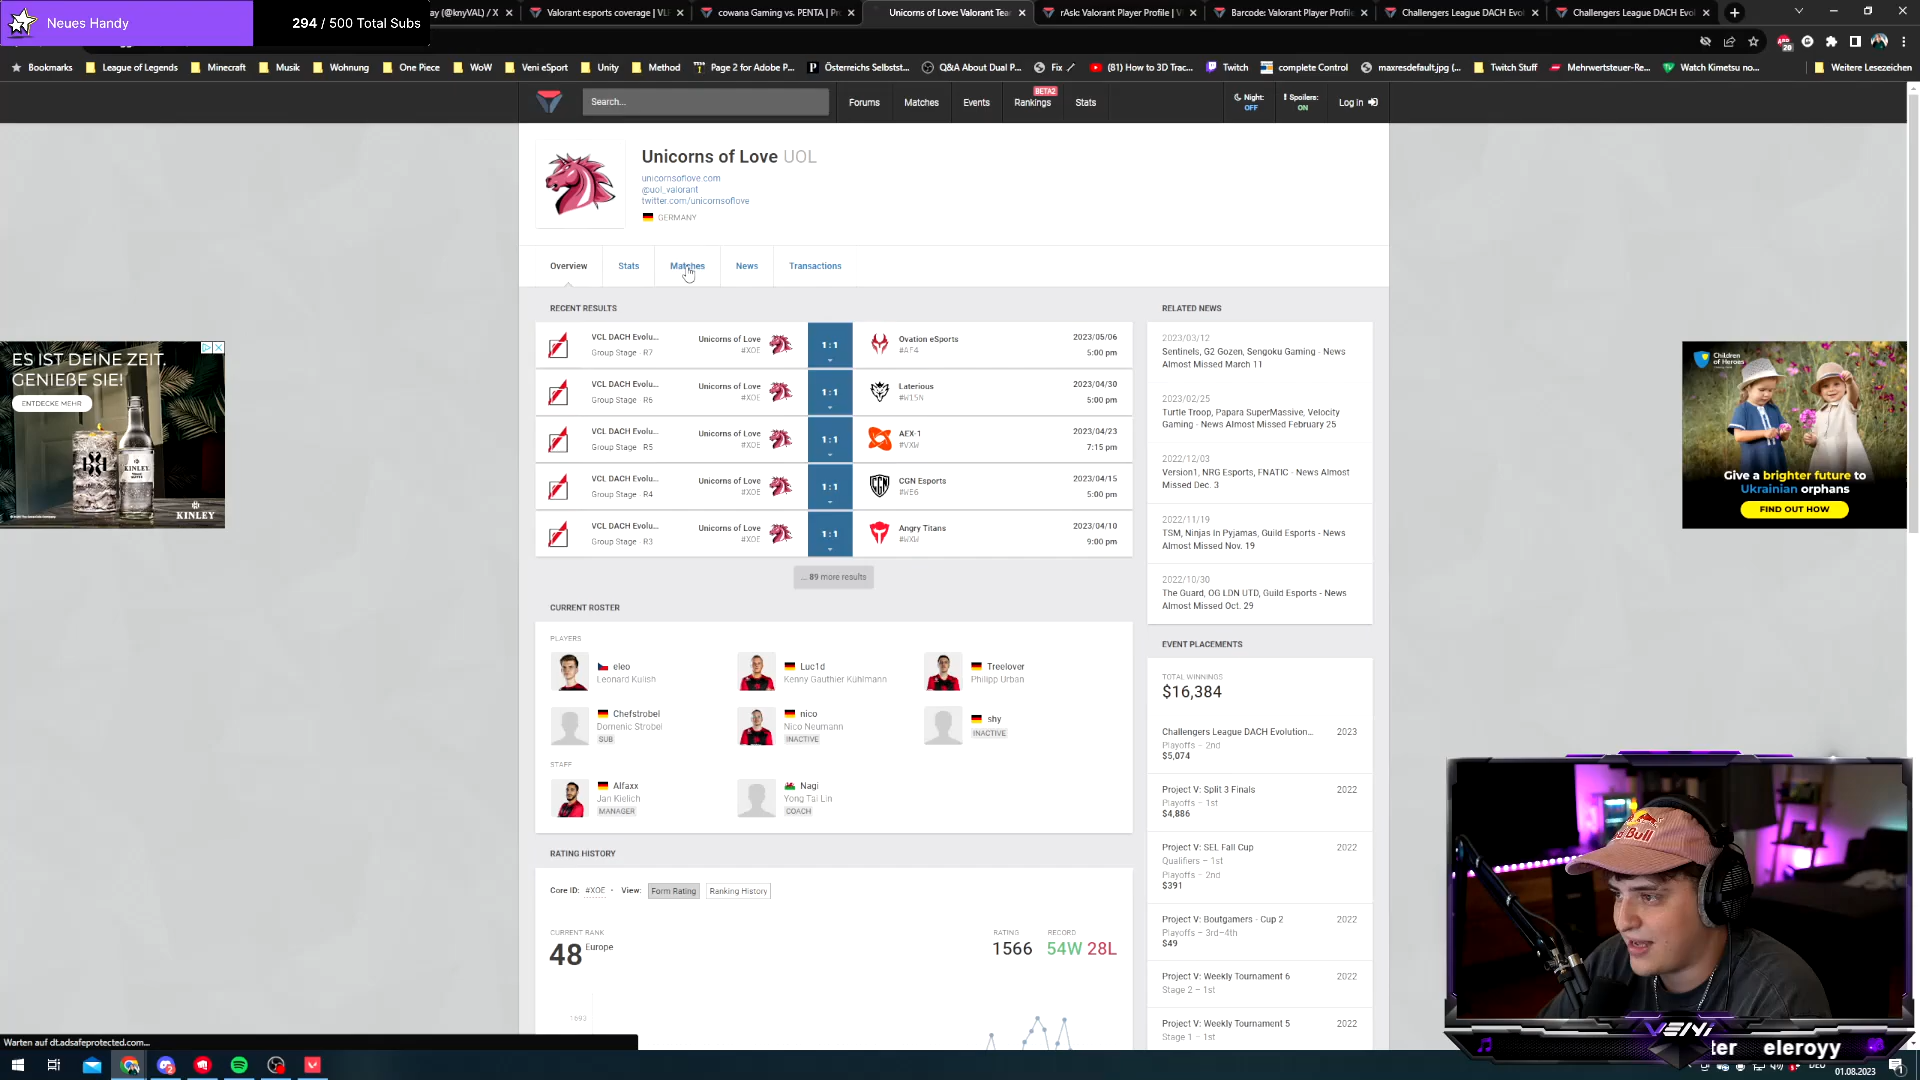 Neues Handy
294 / 500 Total Subs
ay (@knyVAL) / X
Valorant esports coverage | VL
cowana Gaming vs. PENTA | Pro
Unicorns of Love: Valorant Tea
rAsk: Valorant Player Profile | V
Barcode: Valorant Player Profile
Challengers League DACH Evol
Challengers League DACH Evol
Bookmarks
League of Legends
Minecraft
Musik
Wohnung
One Piece
WoW
Veni eSport
Unity
Method
Page 2 for Adobe P...
Österreichs Selbstst...
Q&A About Dual P...
Fix
(81) How to 3D Trac...
Twitch
complete Control
maxresdefault.jpg (...
Twitch Stuff
Mehrwertsteuer-Re...
Watch Kimetsu no...
Weitere Lesezeichen
Search...
Forums
Matches
Events
BETA2
Rankings
Stats
Night:
OFF
! Spoilers:
ON
Log in
Unicorns of Love UOL
unicornsoflove.com
@uol_valorant
twitter.com/unicornsoflove
GERMANY
Overview
Stats
Matches
News
Transactions
RECENT RESULTS
VCL DACH Evolu...
Group Stage · R7
Unicorns of Love
#XOE
1 : 1
Ovation eSports
#AF4
2023/05/06
5:00 pm
VCL DACH Evolu...
Group Stage · R6
Unicorns of Love
#XOE
1 : 1
Laterious
#W15N
2023/04/30
5:00 pm
VCL DACH Evolu...
Group Stage · R5
Unicorns of Love
#XOE
1 : 1
AEX-1
#VXW
2023/04/23
7:15 pm
VCL DACH Evolu...
Group Stage · R4
Unicorns of Love
#XOE
1 : 1
CGN Esports
#WE6
2023/04/15
5:00 pm
VCL DACH Evolu...
Group Stage · R3
Unicorns of Love
#XOE
1 : 1
Angry Titans
#WXW
2023/04/10
9:00 pm
... 89 more results
CURRENT ROSTER
PLAYERS
eleo
Leonard Kulish
Luc1d
Kenny Gauthier Kühlmann
Treelover
Philipp Urban
Chefstrobel
Domenic Strobel
SUB
nico
Nico Neumann
INACTIVE
shy
INACTIVE
STAFF
Alfaxx
Jan Kielich
MANAGER
Nagi
Yong Tai Lin
COACH
RATING HISTORY
Core ID: #XOE
View:
Form Rating
Ranking History
CURRENT RANK
48 Europe
RATING
1566
RECORD
54W 28L
RELATED NEWS
2023/03/12
Sentinels, G2 Gozen, Sengoku Gaming - News
Almost Missed March 11
2023/02/25
Turtle Troop, Papara SuperMassive, Velocity
Gaming - News Almost Missed February 25
2022/12/03
Version1, NRG Esports, FNATIC - News Almost
Missed Dec. 3
2022/11/19
TSM, Ninjas In Pyjamas, Guild Esports - News
Almost Missed Nov. 19
2022/10/30
The Guard, OG LDN UTD, Guild Esports - News
Almost Missed Oct. 29
EVENT PLACEMENTS
TOTAL WINNINGS
$16,384
Challengers League DACH Evolution...
2023
Playoffs – 2nd
$5,074
Project V: Split 3 Finals
2022
Playoffs – 1st
$4,886
Project V: SEL Fall Cup
2022
Qualifiers – 1st
Playoffs – 2nd
$391
Project V: Boutgamers - Cup 2
2022
Playoffs – 3rd–4th
$49
Project V: Weekly Tournament 6
2022
Stage 2 – 1st
Project V: Weekly Tournament 5
2022
Stage 1 – 1st
ES IST DEINE ZEIT,
GENIEßE SIE!
ENTDECKE MEHR
KINLEY
KINLEY
Children
of Heroes
Give a brighter future to
Ukrainian orphans
FIND OUT HOW
Red Bull
VENI
ter eleroyy
Warten auf dt.adsafeprotected.com...
DEU
01.08.2023